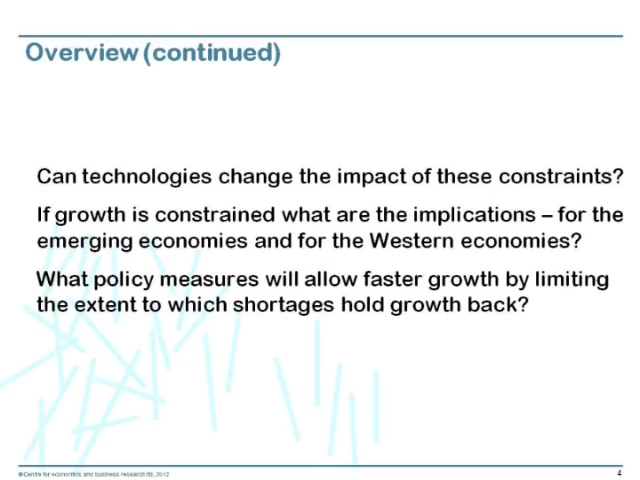 Overview (continued)
Can technologies change the impact of these constraints?
If growth is constrained what are the implications – for the
emerging economies and for the Western economies?
What policy measures will allow faster growth by limiting
the extent to which shortages hold growth back?
©Centre for economics and business research ltd, 2012
4